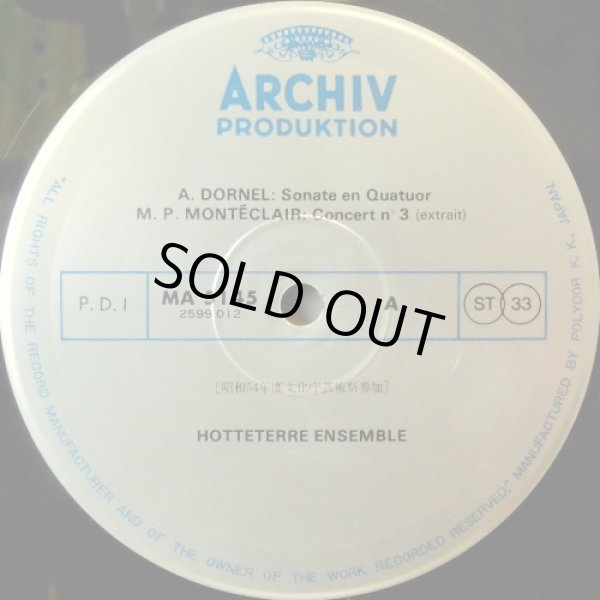 ARCHIV
PRODUKTION
A. DORNEL: Sonate en Quatuor
M. P. MONTÉCLAIR: Concert n° 3 (extrait)
SOLD OUT
P. D. I
MA 5145
2599 012
A
ST 33
[昭和54年度文化庁芸術祭参加]
HOTTETERRE ENSEMBLE
"ALL RIGHTS OF THE RECORD MANUFACTURER AND OF THE OWNER OF THE WORK RECORDED RESERVED," MANUFACTURED BY POLYDOR K. K., JAPAN.